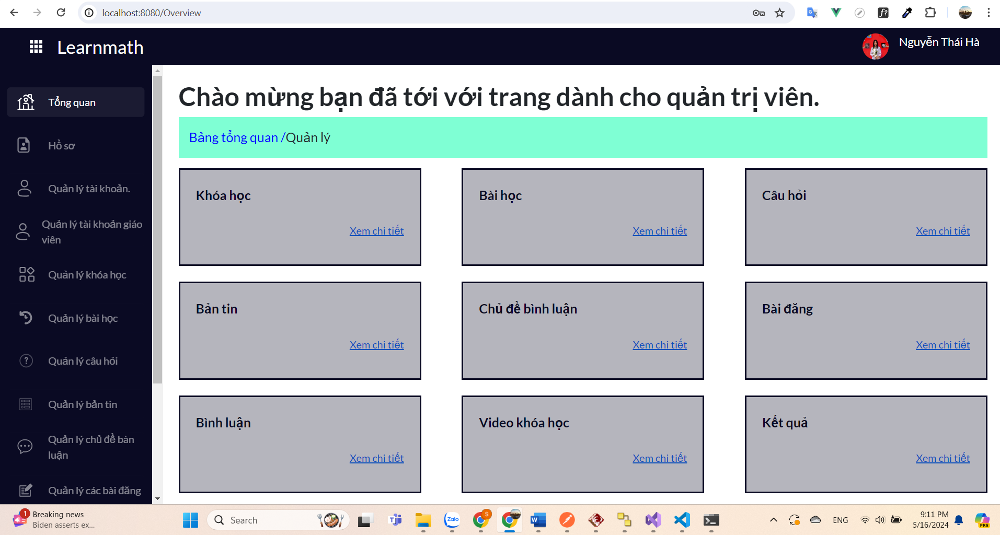 localhost:8080/Overview
Learnmath
Nguyễn Thái Hà
Tổng quan
Hồ sơ
Quản lý tài khoản.
Quản lý tài khoản giáo
viên
Quản lý khóa học
Quản lý bài học
Quản lý câu hỏi
Quản lý bản tin
Quản lý chủ đề bàn
luận
Quản lý các bài đăng
Chào mừng bạn đã tới với trang dành cho quản trị viên.
Bảng tổng quan /Quản lý
Khóa học
Xem chi tiết
Bài học
Xem chi tiết
Câu hỏi
Xem chi tiết
Bản tin
Xem chi tiết
Chủ đề bình luận
Xem chi tiết
Bài đăng
Xem chi tiết
Bình luận
Xem chi tiết
Video khóa học
Xem chi tiết
Kết quả
Xem chi tiết
1
Breaking news
Biden asserts ex...
Search
Zalo
S
W
ENG
9:11 PM
5/16/2024
PRE